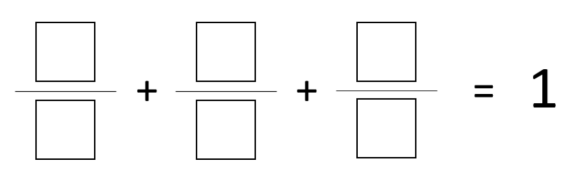 □/□ + □/□ + □/□ = 1